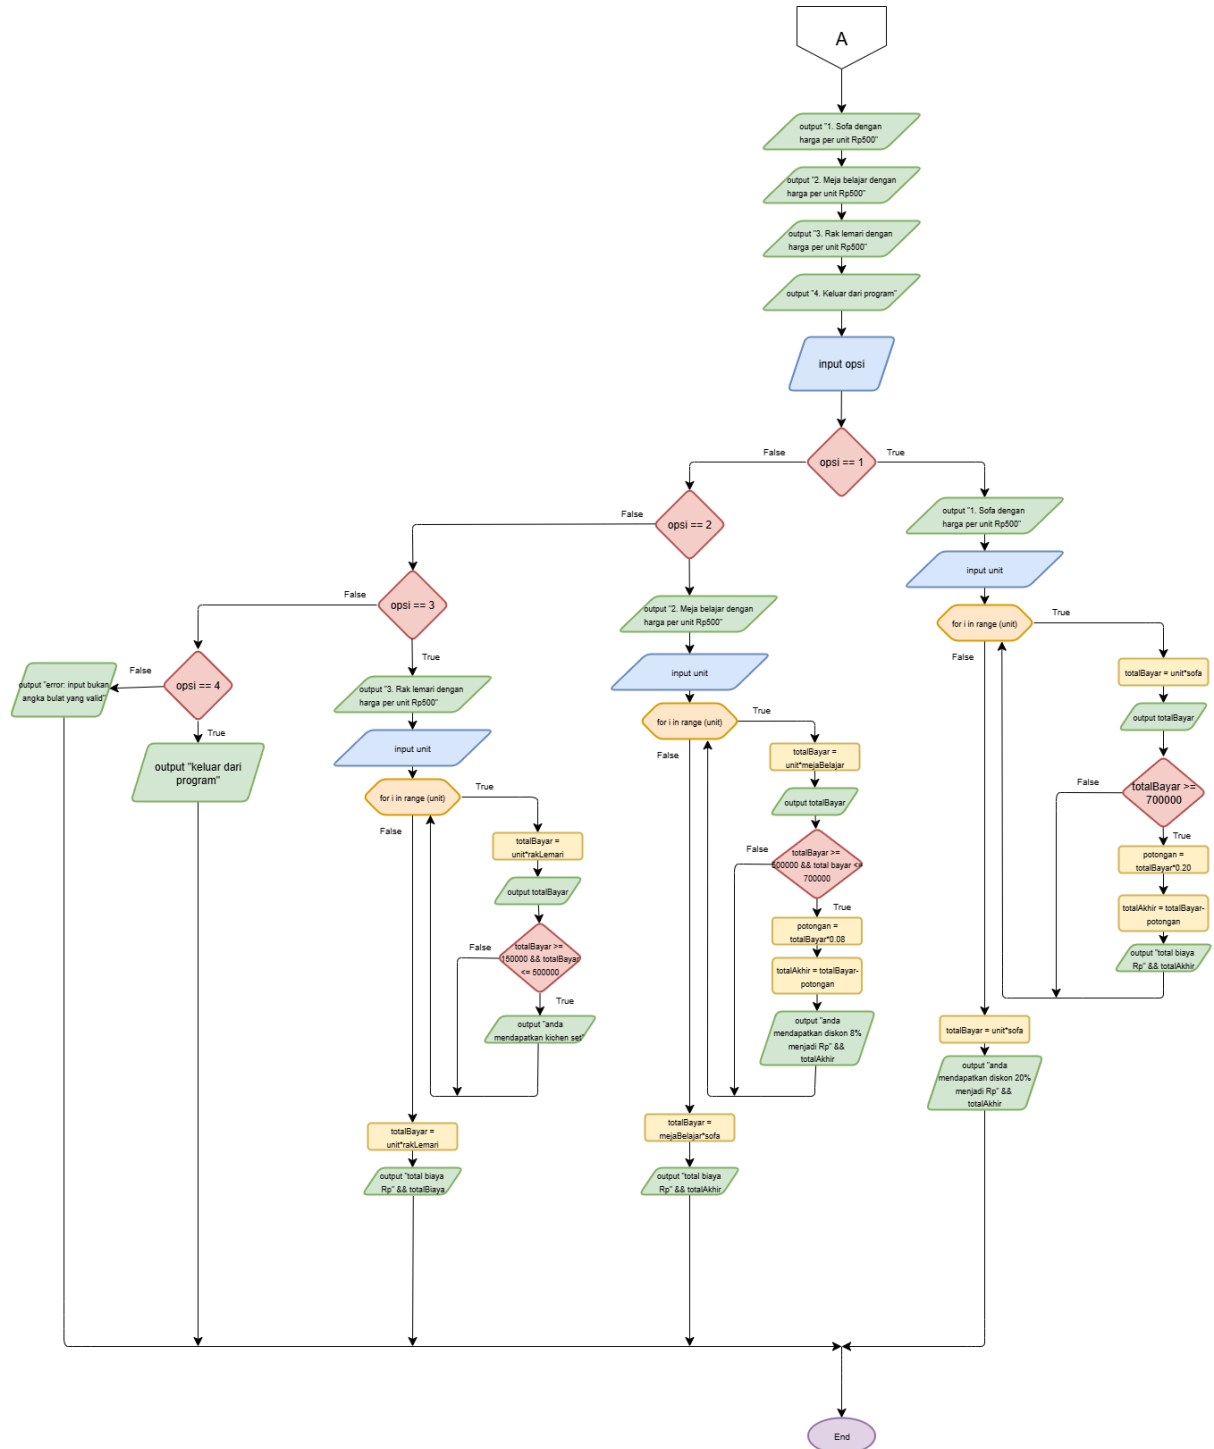 A
output "1. Sofa dengan
harga per unit Rp500"
output "2. Meja belajar dengan
harga per unit Rp500"
output "3. Rak lemari dengan
harga per unit Rp500"
output "4. Keluar dari program"
input opsi
opsi == 1
False
True
output "1. Sofa dengan
harga per unit Rp500"
input unit
for i in range (unit)
True
False
totalBayar = unit*sofa
output totalBayar
totalBayar >=
700000
False
True
potongan =
totalBayar*0.20
totalAkhir = totalBayar-
potongan
output "total biaya
Rp" && totalAkhir
totalBayar = unit*sofa
output "anda
mendapatkan diskon 20%
menjadi Rp" &&
totalAkhir
opsi == 2
False
output "2. Meja belajar dengan
harga per unit Rp500"
input unit
for i in range (unit)
True
False
totalBayar =
unit*mejaBelajar
output totalBayar
totalBayar >=
500000 && total bayar <=
700000
False
True
potongan =
totalBayar*0.08
totalAkhir = totalBayar-
potongan
output "anda
mendapatkan diskon 8%
menjadi Rp" &&
totalAkhir
totalBayar =
mejaBelajar*sofa
output "total biaya
Rp" && totalAkhir
opsi == 3
False
True
output "3. Rak lemari dengan
harga per unit Rp500"
input unit
for i in range (unit)
True
False
totalBayar =
unit*rakLemari
output totalBayar
totalBayar >=
150000 && totalBayar
<= 500000
False
True
output "anda
mendapatkan kichen set"
totalBayar =
unit*rakLemari
output "total biaya
Rp" && totalBiaya
opsi == 4
False
True
output "error: input bukan
angka bulat yang valid"
output "keluar dari
program"
End